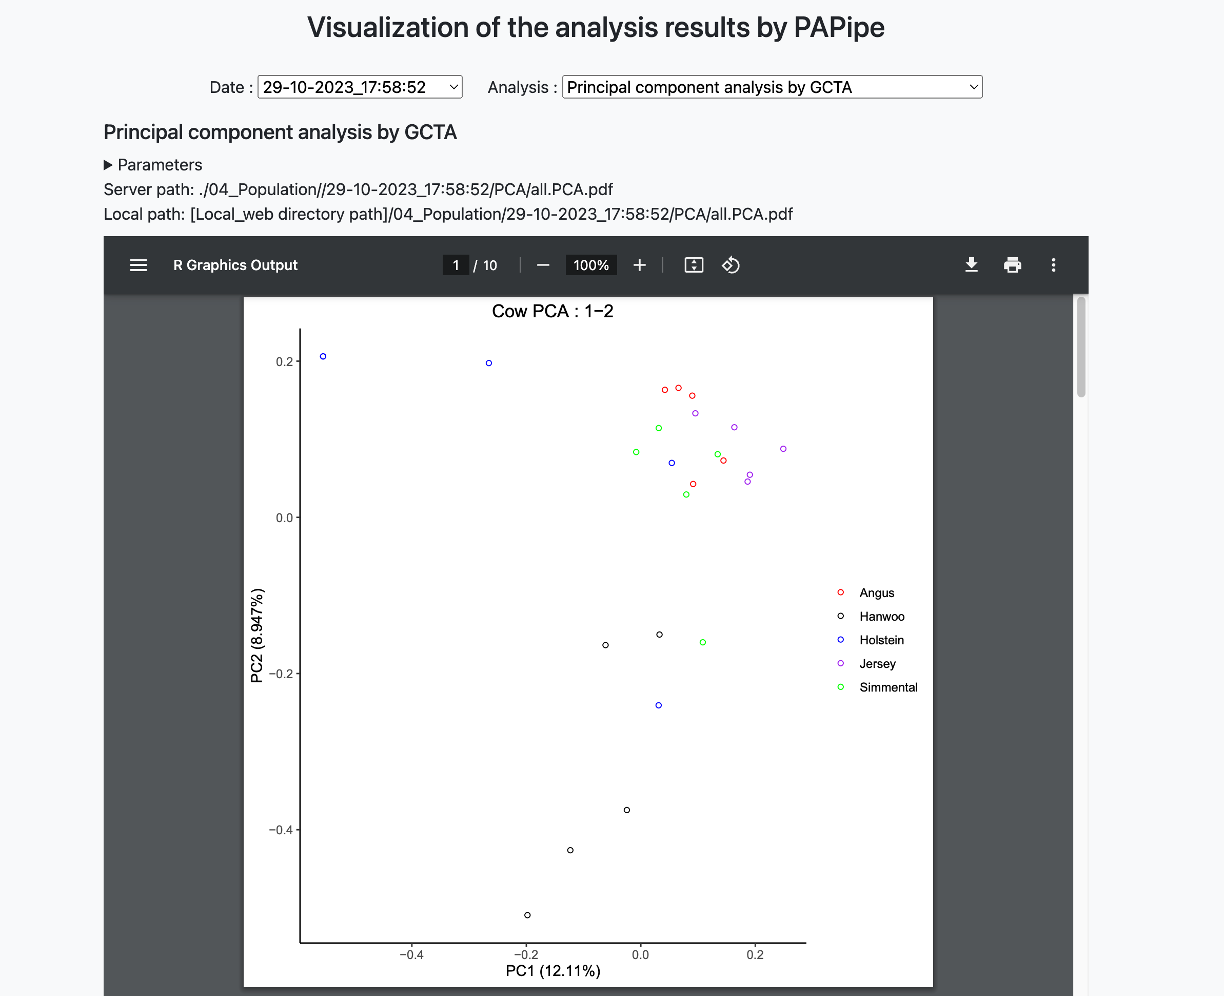 Visualization of the analysis results by PAPipe
Date : 29-10-2023_17:58:52 Analysis : Principal component analysis by GCTA
Principal component analysis by GCTA
Parameters
Server path: ./04_Population//29-10-2023_17:58:52/PCA/all.PCA.pdf
Local path: [Local_web directory path]/04_Population/29-10-2023_17:58:52/PCA/all.PCA.pdf
R Graphics Output 1 / 10 100%
Cow PCA : 1−2
0.2
0.0
−0.2
−0.4
PC2 (8.947%)
Angus
Hanwoo
Holstein
Jersey
Simmental
−0.4 −0.2 0.0 0.2
PC1 (12.11%)